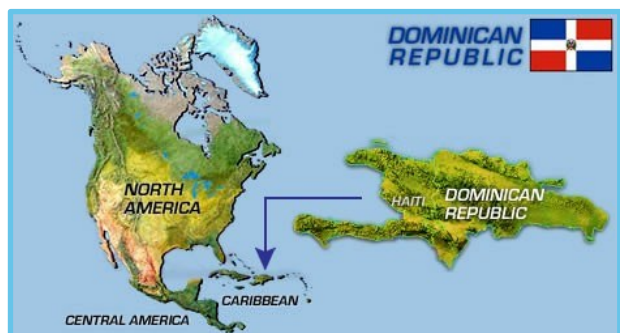 DOMINICAN
REPUBLIC
NORTH
AMERICA
HAITI
DOMINICAN
REPUBLIC
CARIBBEAN
CENTRAL AMERICA